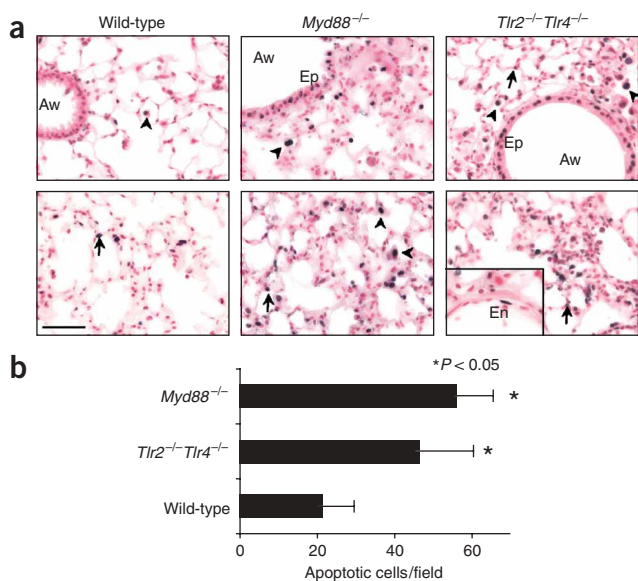 a
Wild-type
Myd88−/−
Tlr2−/−Tlr4−/−
Aw
Aw
Ep
Ep
Aw
En
b
*P < 0.05
Myd88−/−
*
Tlr2−/−Tlr4−/−
*
Wild-type
0 20 40 60
Apoptotic cells/field